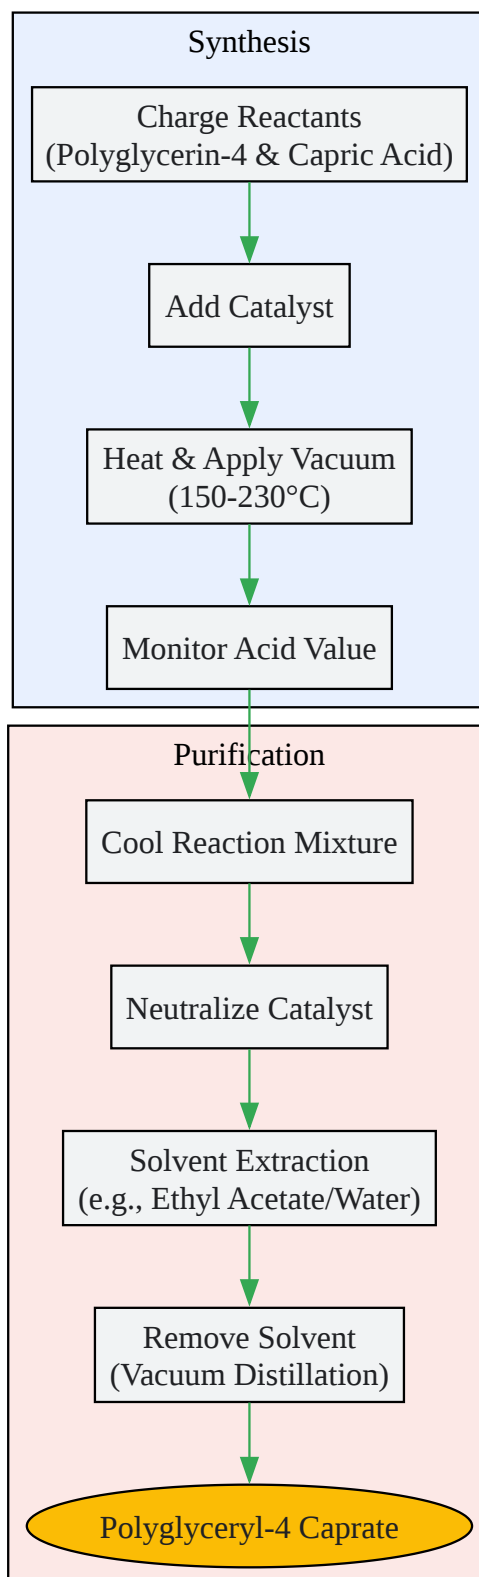 Synthesis
Charge Reactants
(Polyglycerin-4 & Capric Acid)
Add Catalyst
Heat & Apply Vacuum
(150-230°C)
Monitor Acid Value
Purification
Cool Reaction Mixture
Neutralize Catalyst
Solvent Extraction
(e.g., Ethyl Acetate/Water)
Remove Solvent
(Vacuum Distillation)
Polyglyceryl-4 Caprate